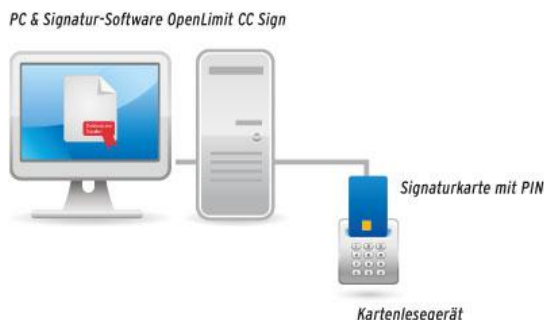 PC & Signatur-Software OpenLimit CC Sign
Signaturkarte mit PIN
Kartenlesegerät